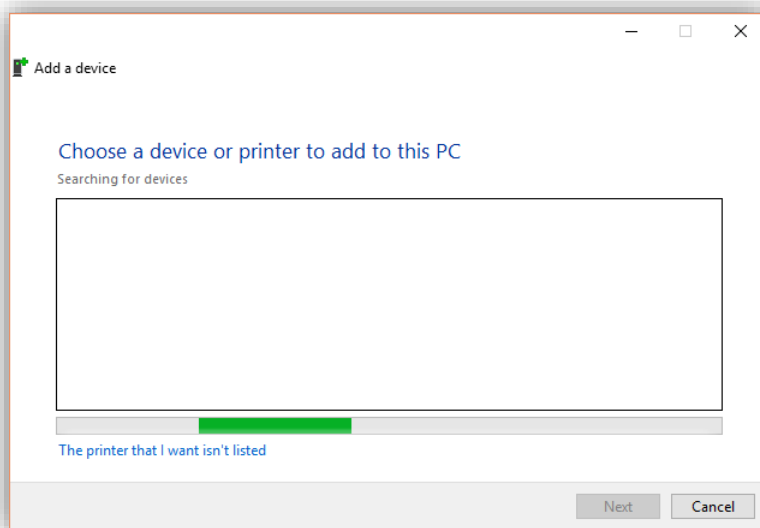 Add a device
Choose a device or printer to add to this PC
Searching for devices
The printer that I want isn't listed
Next
Cancel